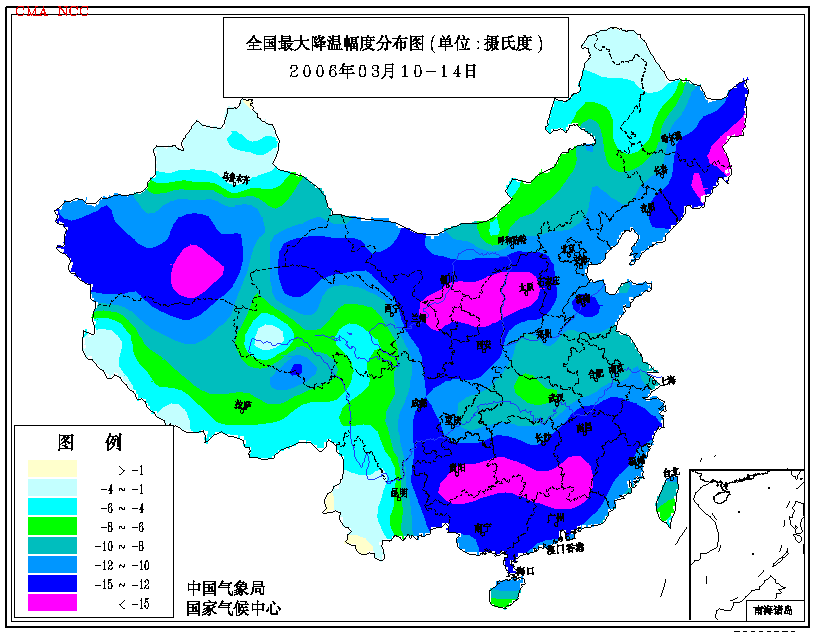 CMA NCC
全国最大降温幅度分布图(单位:摄氏度)
2006年03月10-14日
哈尔滨
乌鲁木齐
长春
沈阳
呼和浩特
北京
天津
银川
太原
石家庄
济南
西宁
兰州
郑州
西安
合肥
南京
上海
拉萨
成都
重庆
武汉
南昌
长沙
贵阳
福州
台北
昆明
南宁
广州
澳门香港
海口
图 例
> -1
-4 ~ -1
-6 ~ -4
-8 ~ -6
-10 ~ -8
-12 ~ -10
-15 ~ -12
< -15
中国气象局
国家气候中心
南海诸岛